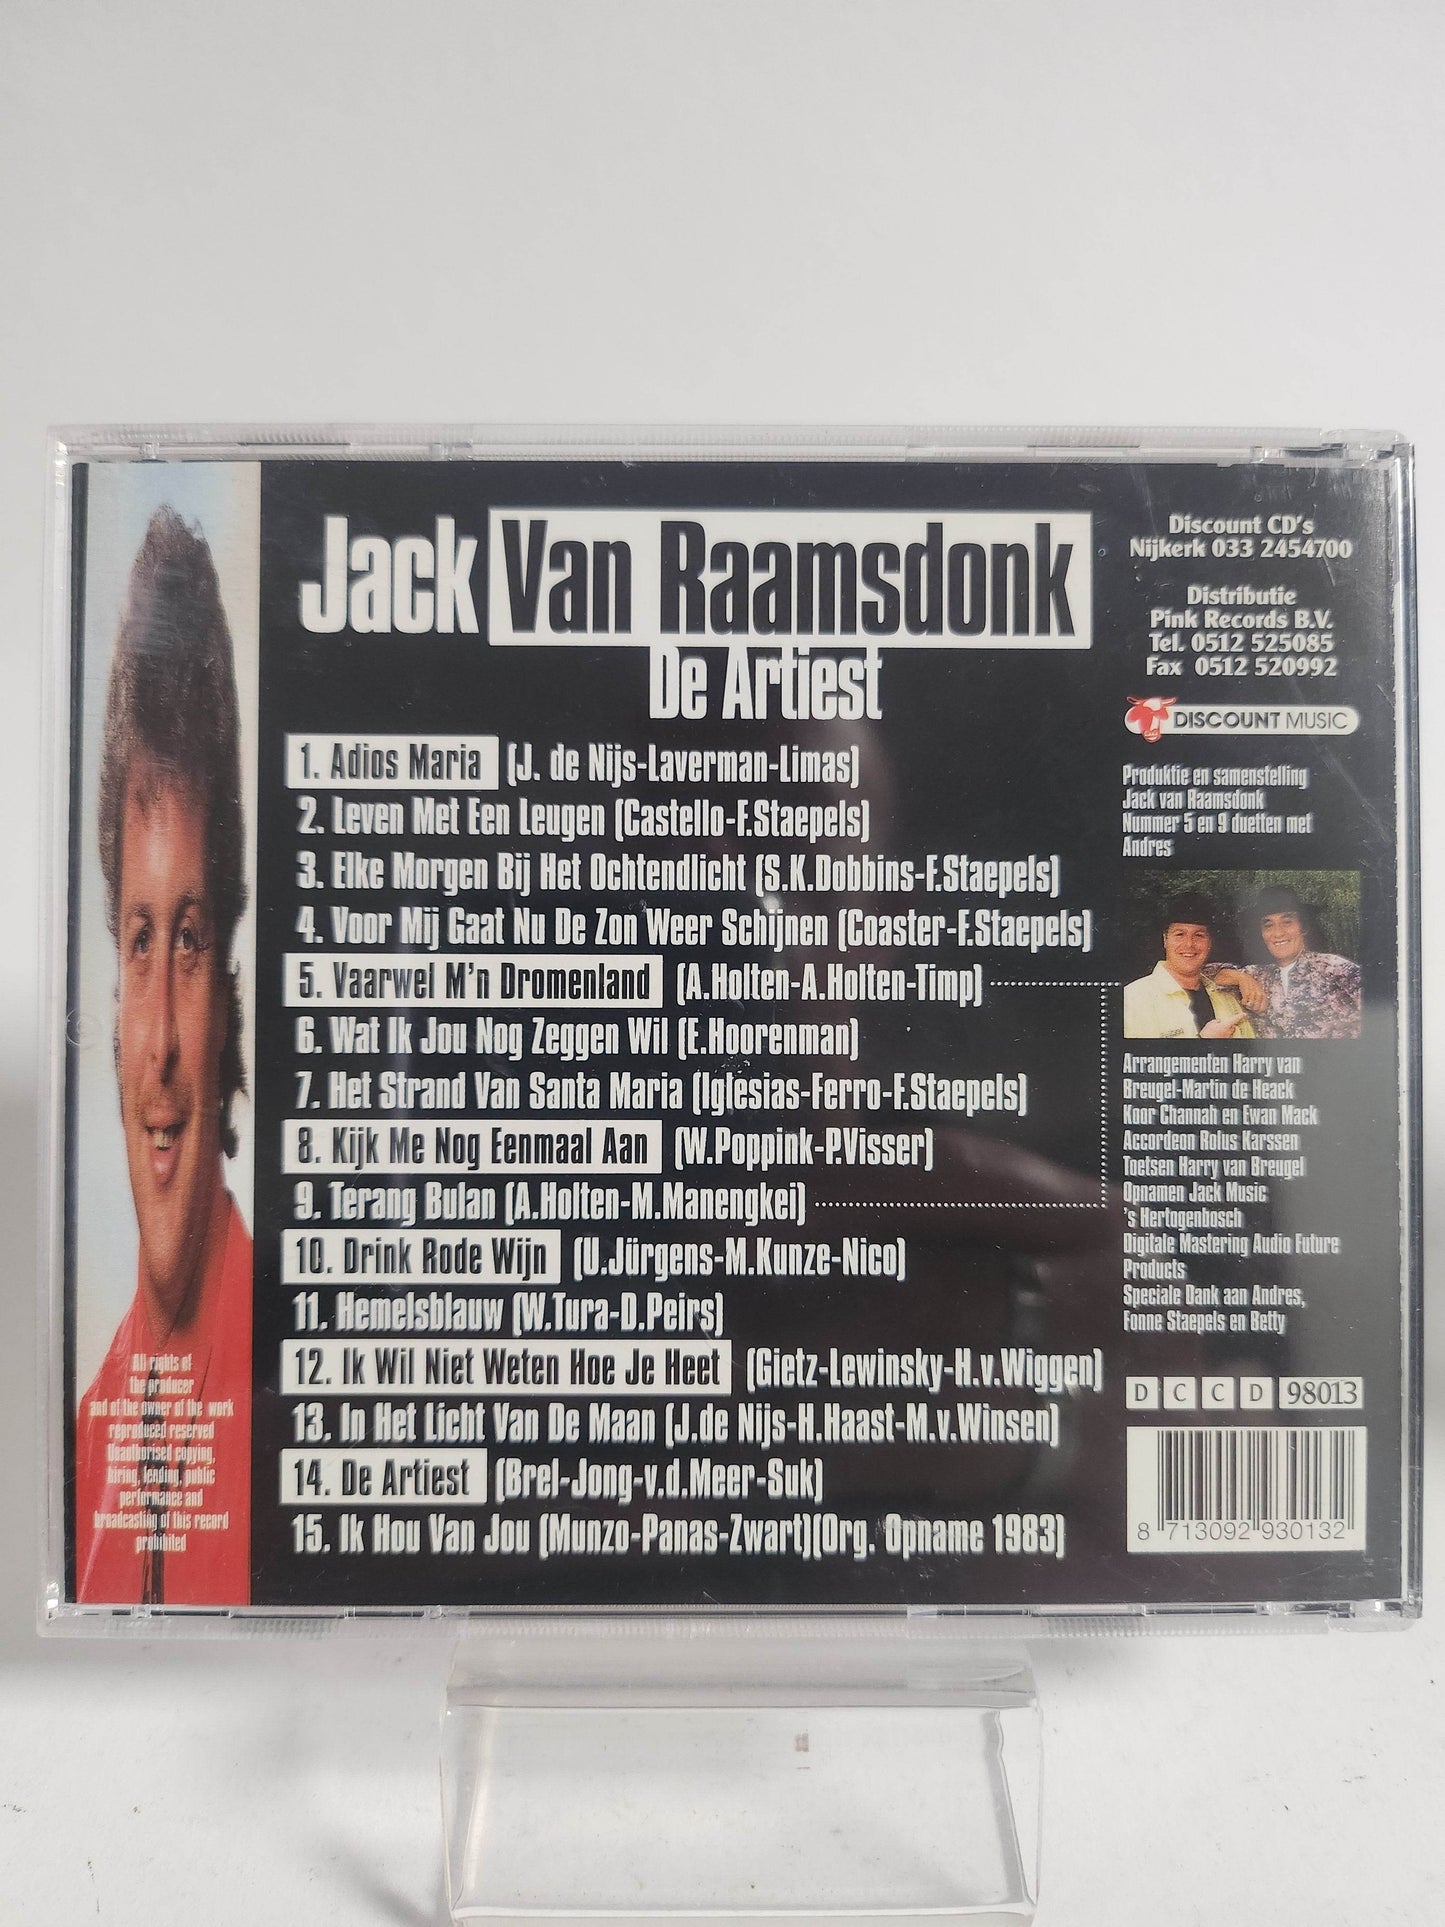 Jack Van Raamsdonk
De Artiest
1. Adios Maria (J. de Nijs-Laverman-Limas)
2. Leven Met Een Leugen (Castello-F.Staepels)
3. Elke Morgen Bij Het Ochtendlicht (S.K.Dobbins-F.Staepels)
4. Voor Mij Gaat Nu De Zon Weer Schijnen (Coaster-F.Staepels)
5. Vaarwel M'n Dromenland (A.Holten-A.Holten-Timp)
6. Wat Ik Jou Nog Zeggen Wil (E.Hoorenman)
7. Het Strand Van Santa Maria (Iglesias-Ferro-F.Staepels)
8. Kijk Me Nog Eenmaal Aan (W.Poppink-P.Visser)
9. Terang Bulan (A.Holten-M.Manengkei)
10. Drink Rode Wijn (U.Jürgens-M.Kunze-Nico)
11. Hemelsblauw (W.Tura-D.Peirs)
12. Ik Wil Niet Weten Hoe Je Heet (Gietz-Lewinsky-H.v.Wiggen)
13. In Het Licht Van De Maan (J.de Nijs-H.Haast-M.v.Winsen)
14. De Artiest (Brel-Jong-v.d.Meer-Suk)
15. Ik Hou Van Jou (Munzo-Panas-Zwart)(Org. Opname 1983)
All rights of
the producer
and of the owner of the work
reproduced reserved
Unauthorised copying,
hiring, lending, public
performance and
broadcasting of this record
prohibited
Discount CD's
Nijkerk 033 2454700
Distributie
Pink Records B.V.
Tel. 0512 525085
Fax 0512 520992
DISCOUNT MUSIC
Produktie en samenstelling
Jack van Raamsdonk
Nummer 5 en 9 duetten met
Andres
Arrangementen Harry van
Breugel-Martin de Heack
Koor Channah en Ewan Mack
Accordeon Rolus Karssen
Toetsen Harry van Breugel
Opnamen Jack Music
's Hertogenbosch
Digitale Mastering Audio Future
Products
Speciale Dank aan Andres,
Fonne Staepels en Betty
D C C D 98013
8 713092 930132